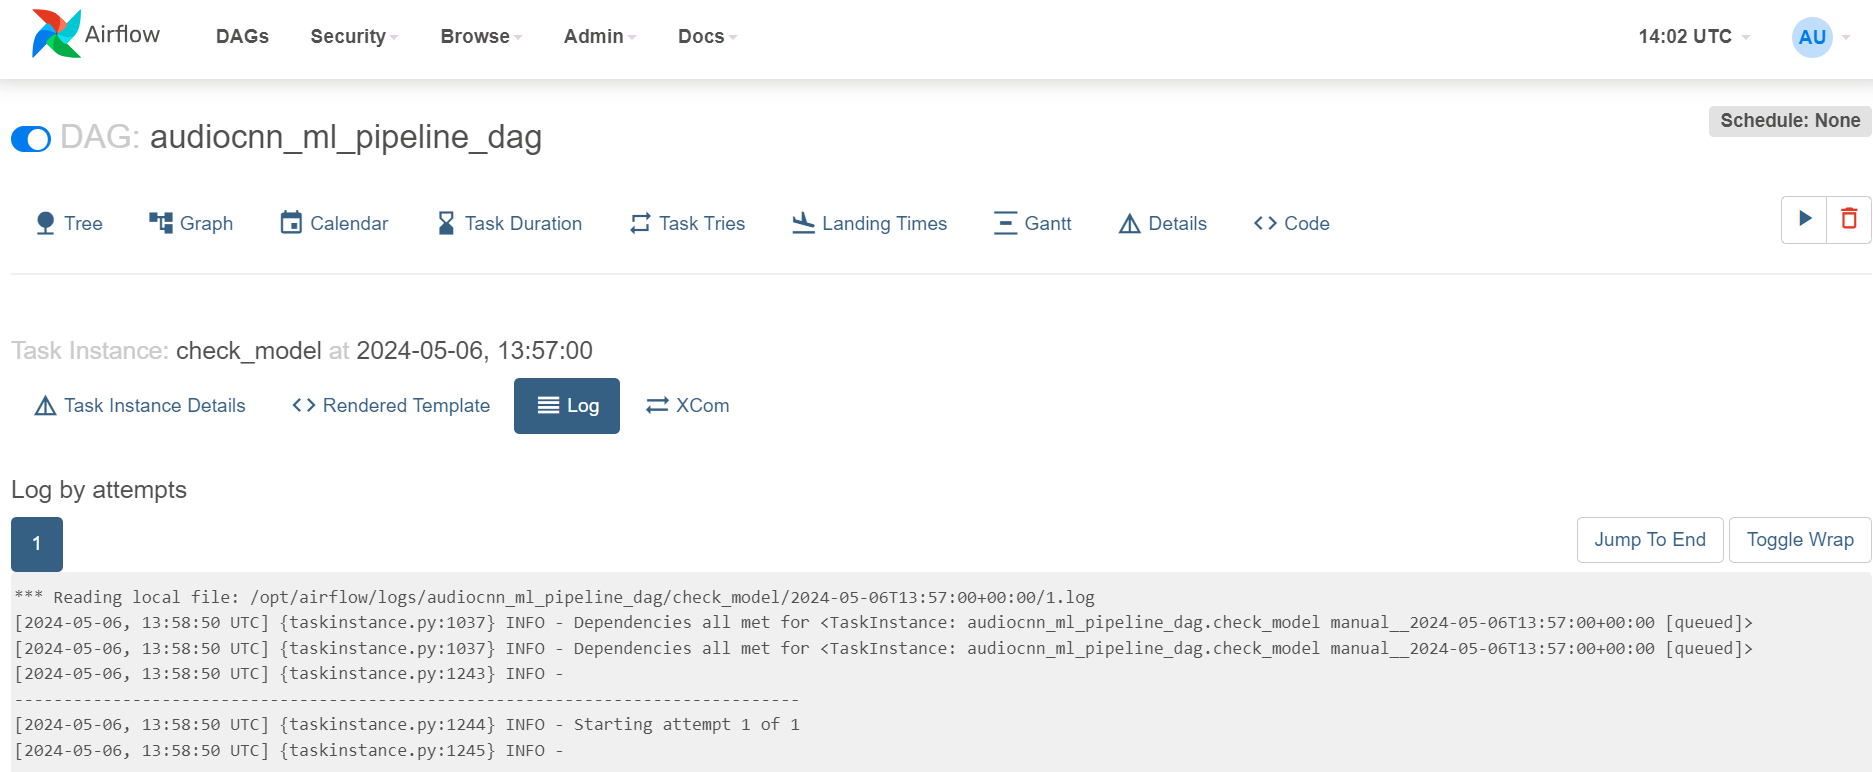 Airflow DAGs Security Browse Admin Docs 14:02 UTC AU
Schedule: None
DAG: audiocnn_ml_pipeline_dag
Tree Graph Calendar Task Duration Task Tries Landing Times Gantt Details Code
Task Instance: check_model at 2024-05-06, 13:57:00
Task Instance Details Rendered Template Log XCom
Log by attempts
1 Jump To End Toggle Wrap
*** Reading local file: /opt/airflow/logs/audiocnn_ml_pipeline_dag/check_model/2024-05-06T13:57:00+00:00/1.log
[2024-05-06, 13:58:50 UTC] {taskinstance.py:1037} INFO - Dependencies all met for <TaskInstance: audiocnn_ml_pipeline_dag.check_model manual__2024-05-06T13:57:00+00:00 [queued]>
[2024-05-06, 13:58:50 UTC] {taskinstance.py:1037} INFO - Dependencies all met for <TaskInstance: audiocnn_ml_pipeline_dag.check_model manual__2024-05-06T13:57:00+00:00 [queued]>
[2024-05-06, 13:58:50 UTC] {taskinstance.py:1243} INFO -
--------------------------------------------------------------------------------
[2024-05-06, 13:58:50 UTC] {taskinstance.py:1244} INFO - Starting attempt 1 of 1
[2024-05-06, 13:58:50 UTC] {taskinstance.py:1245} INFO -